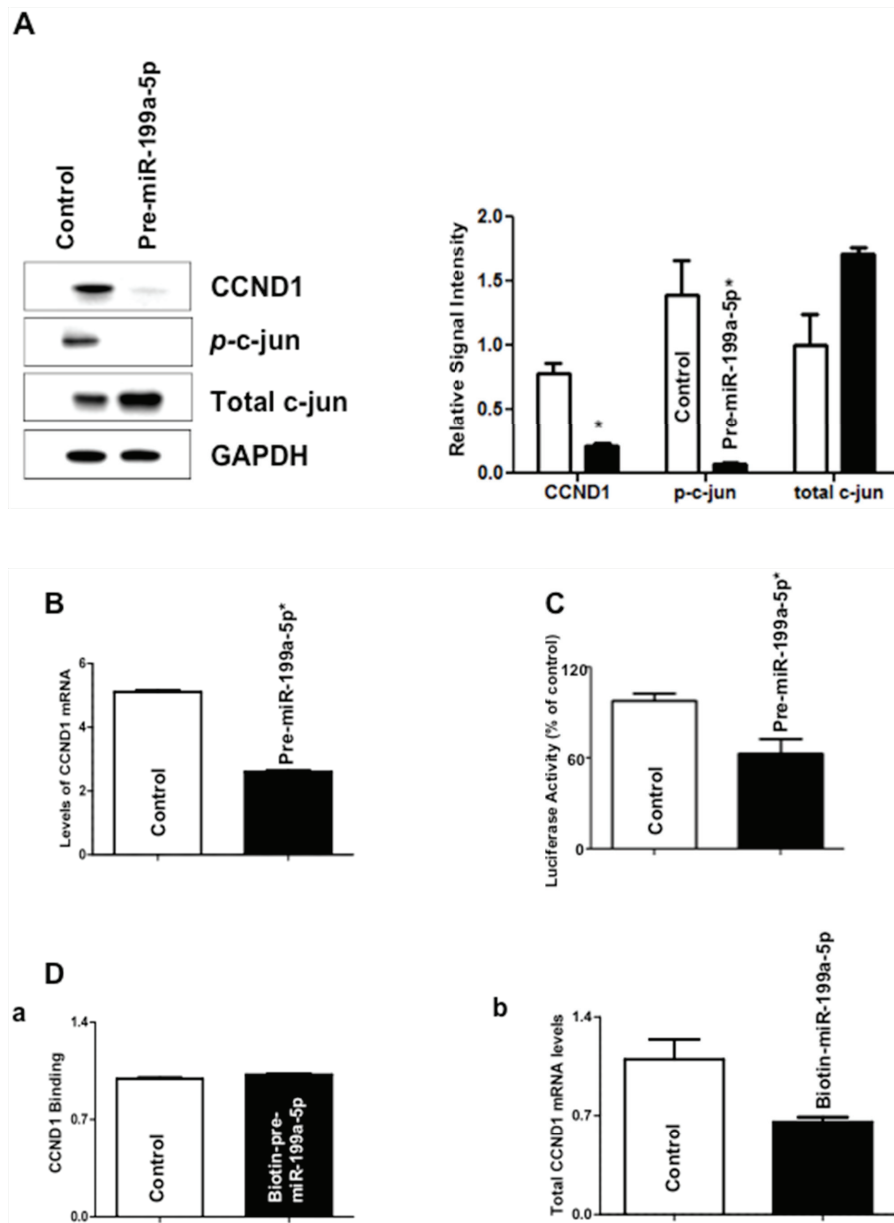 A
Control
Pre-miR-199a-5p
CCND1
p-c-jun
Total c-jun
GAPDH
Relative Signal Intensity
2.0
1.5
1.0
0.5
0.0
*
Control
Pre-miR-199a-5p*
CCND1
p-c-jun
total c-jun
B
Levels of CCND1 mRNA
6
4
2
0
Control
Pre-miR-199a-5p*
C
Luciferase Activity (% of control)
120
60
0
Control
Pre-miR-199a-5p*
D
a
CCND1 Binding
1.4
0.7
0.0
Control
Biotin-pre-
miR-199a-5p
b
Total CCND1 mRNA levels
1.4
0.7
0.0
Control
Biotin-miR-199a-5p